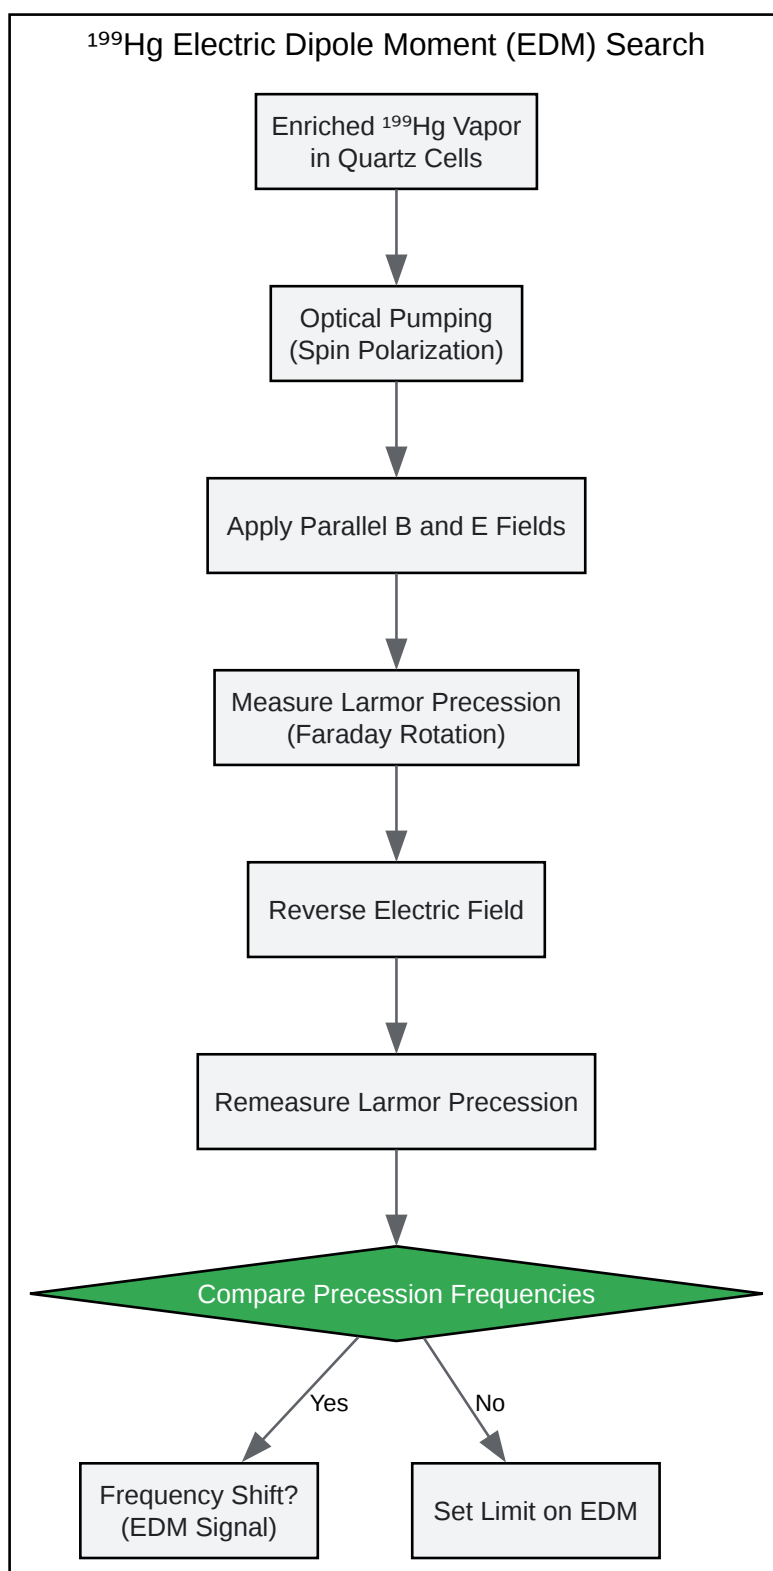 ¹⁹⁹Hg Electric Dipole Moment (EDM) Search
Enriched ¹⁹⁹Hg Vapor
in Quartz Cells
Optical Pumping
(Spin Polarization)
Apply Parallel B and E Fields
Measure Larmor Precession
(Faraday Rotation)
Reverse Electric Field
Remeasure Larmor Precession
Compare Precession Frequencies
Yes
No
Frequency Shift?
(EDM Signal)
Set Limit on EDM